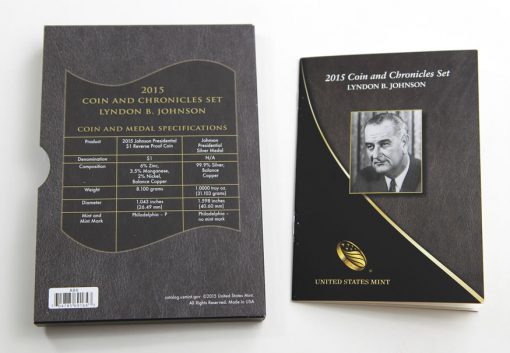 2015
COIN AND CHRONICLES SET
LYNDON B. JOHNSON
COIN AND MEDAL SPECIFICATIONS
Product
2015 Johnson Presidential
$1 Reverse Proof Coin
Johnson
Presidential
Silver Medal
Denomination
$1
N/A
Composition
6% Zinc,
3.5% Manganese,
2% Nickel,
Balance Copper
99.9% Silver,
Balance
Copper
Weight
8.100 grams
1.0000 troy oz.
(31.103 grams)
Diameter
1.043 inches
(26.49 mm)
1.598 inches
(40.60 mm)
Mint and
Mint Mark
Philadelphia – P
Philadelphia –
no mint mark
catalog.usmint.gov ©2015 United States Mint.
All Rights Reserved. Made in USA
2015 Coin and Chronicles Set
LYNDON B. JOHNSON
UNITED STATES MINT